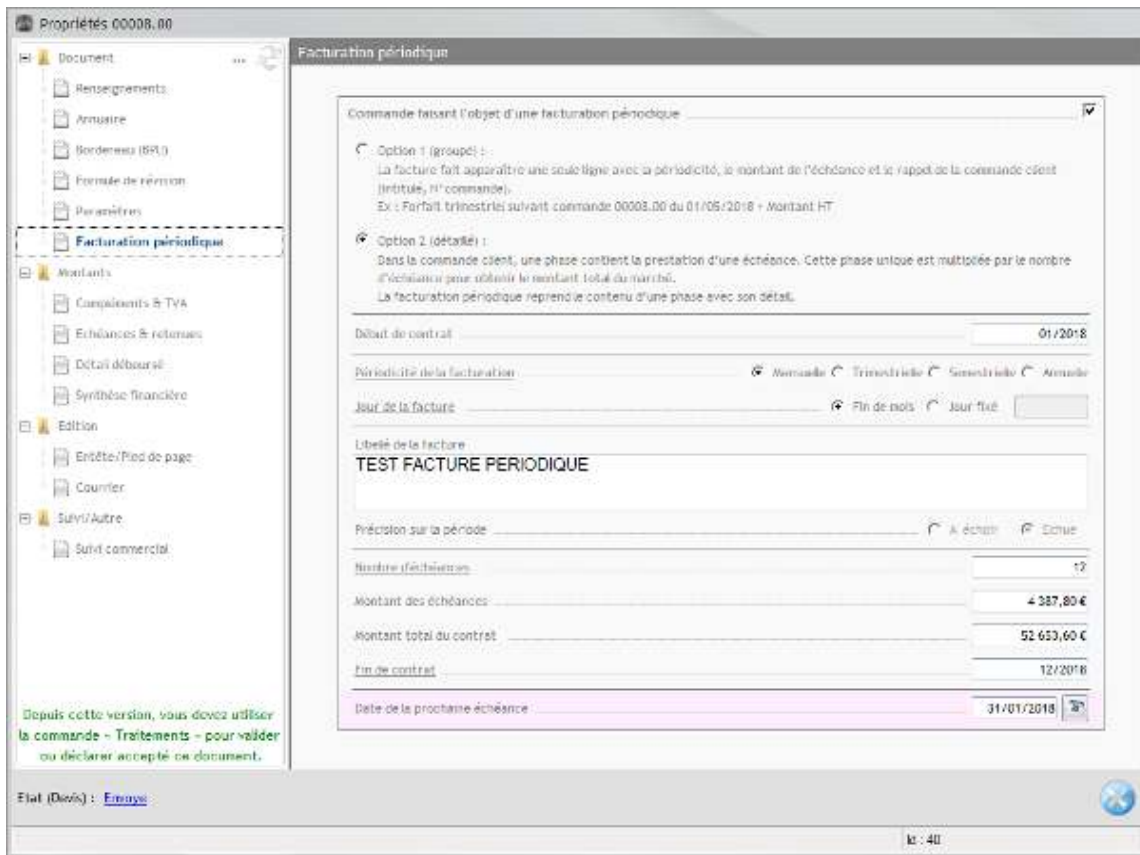 Propriétés 00008.00
Document
...
Renseignements
Annuaire
Bordereau (BPU)
Formule de révision
Paramètres
Facturation périodique
Montants
Compléments & TVA
Echéances & retenues
Détail déboursé
Synthèse financière
Edition
Entête/Pied de page
Courrier
Suivi/Autre
Suivi commercial
Depuis cette version, vous devez utiliser
la commande « Traitements » pour valider
ou déclarer accepté ce document.
Facturation périodique
Commande faisant l'objet d'une facturation périodique
Option 1 (groupé) :
La facture fait apparaître une seule ligne avec la périodicité, le montant de l'échéance et le rappel de la commande client
(intitulé, N° commande).
Ex : Forfait trimestriel suivant commande 00008.00 du 01/05/2018 - Montant HT
Option 2 (détaillé) :
Dans la commande client, une phase contient la prestation d'une échéance. Cette phase unique est multipliée par le nombre
d'échéance pour obtenir le montant total du marché.
La facturation périodique reprend le contenu d'une phase avec son détail.
Début de contrat 01/2018
Périodicité de la facturation Mensuelle Trimestrielle Semestrielle Annuelle
Jour de la facture Fin de mois Jour fixé
Libellé de la facture
TEST FACTURE PERIODIQUE
Précision sur la période A échoir Echue
Nombre d'échéances 12
Montant des échéances 4 387,80 €
Montant total du contrat 52 653,60 €
Fin de contrat 12/2018
Date de la prochaine échéance 31/01/2018
Etat (Devis) : Envoyé
Id : 40